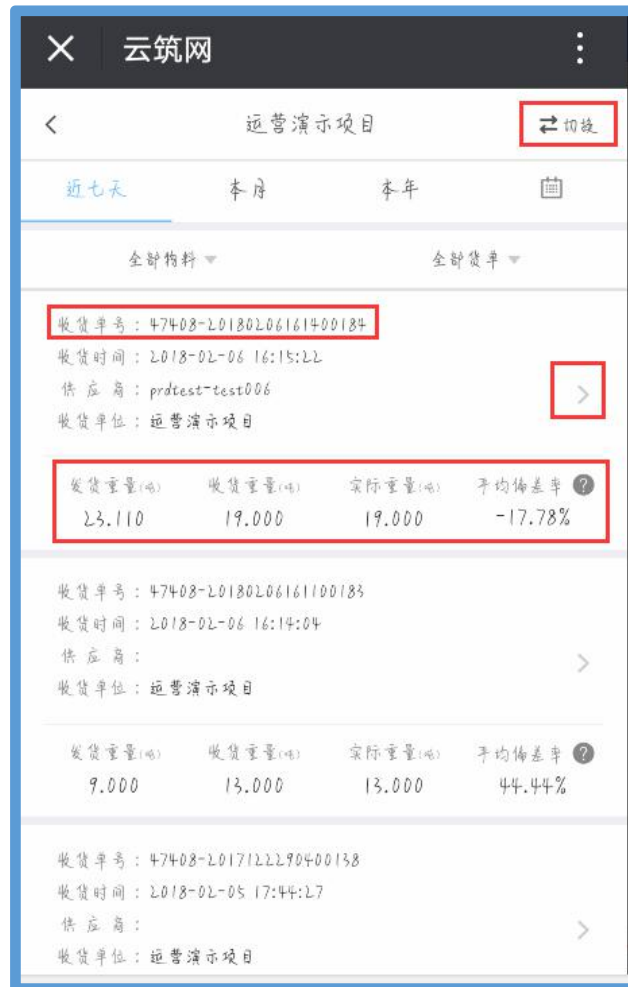 云筑网
运营演示项目 切换
近七天 本月 本年
全部物料 全部货单
收货单号：47408-20180206161400184
收货时间：2018-02-06 16:15:22
供应商：prdtest-test006
收货单位：运营演示项目
发货重量(吨) 收货重量(吨) 实际重量(吨) 平均偏差率 ?
23.110 19.000 19.000 -17.78%
收货单号：47408-20180206161100183
收货时间：2018-02-06 16:14:04
供应商：
收货单位：运营演示项目
发货重量(吨) 收货重量(吨) 实际重量(吨) 平均偏差率 ?
9.000 13.000 13.000 44.44%
收货单号：47408-2017122290400138
收货时间：2018-02-05 17:44:27
供应商：
收货单位：运营演示项目